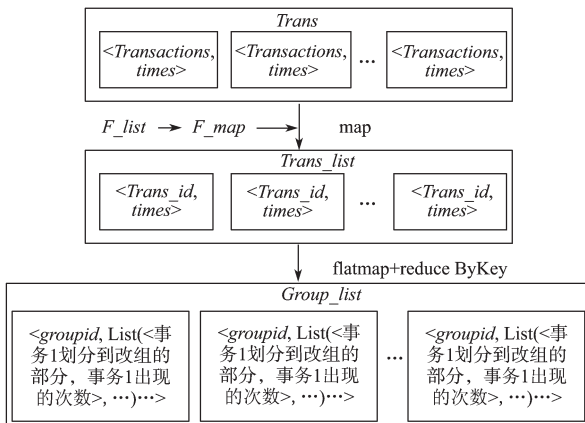 Trans
<Transactions, <Transactions, ... <Transactions,
times> times> times>
F_list → F_map → map
Trans_list
<Trans_id, <Trans_id, ... <Trans_id,
times> times> times>
flatmap+reduce ByKey
Group_list
<groupid, List(<事
务1划分到改组的
部分，事务1出现
的次数>, …)…>
<groupid, List(<事
务1划分到改组的
部分，事务1出现
的次数>, …)…>
...
<groupid, List(<事
务1划分到改组的
部分，事务1出现
的次数>, …)…>